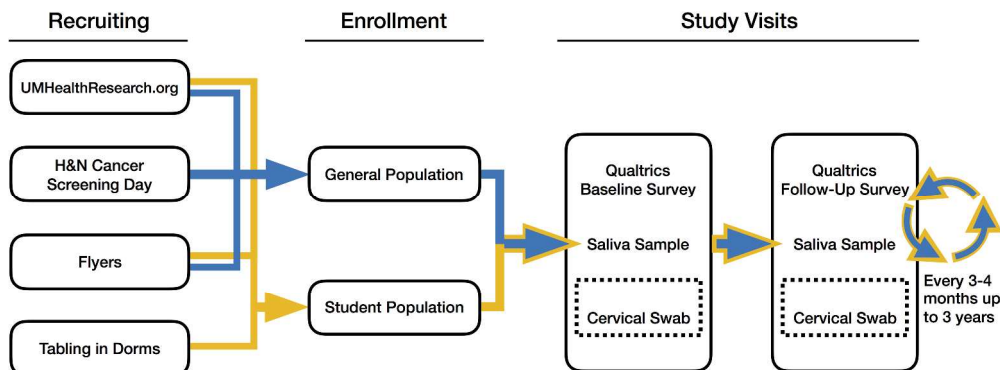 Recruiting
Enrollment
Study Visits
UMHealthResearch.org
H&N Cancer
Screening Day
Flyers
Tabling in Dorms
General Population
Student Population
Qualtrics
Baseline Survey
Saliva Sample
Cervical Swab
Qualtrics
Follow-Up Survey
Saliva Sample
Cervical Swab
Every 3-4
months up
to 3 years